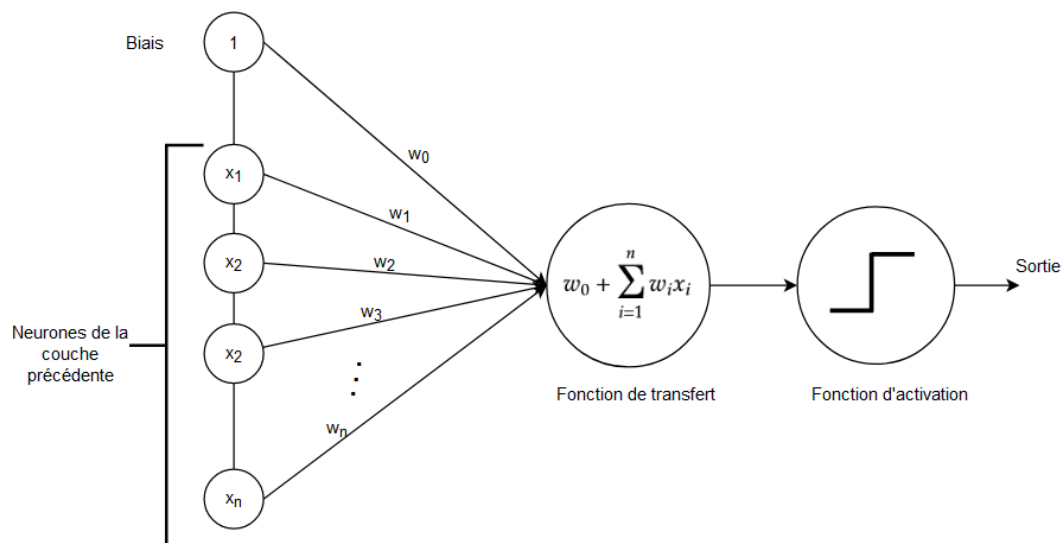 Biais
1
w0
x1
w1
x2
w2
w3
x2
Neurones de la
couche
précédente
⋮
wn
xn
w0 + ∑ i=1 n wixi
Fonction de transfert
Fonction d'activation
Sortie